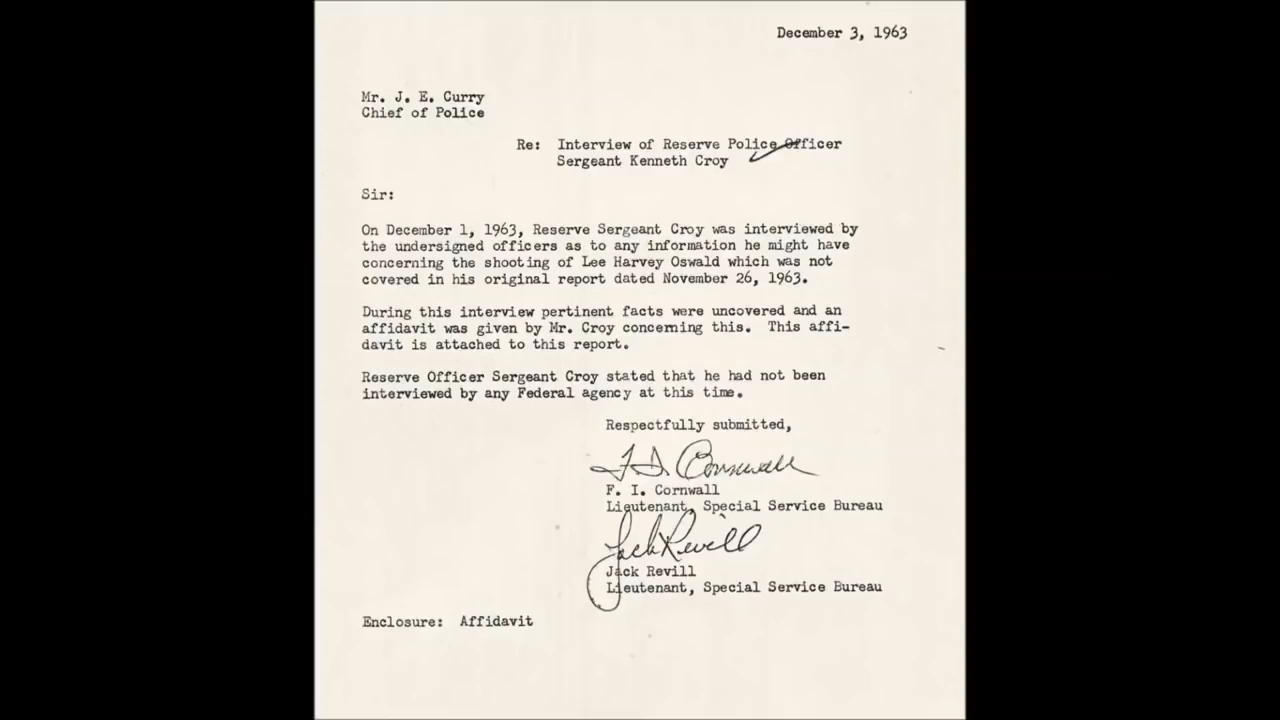 December 3, 1963
Mr. J. E. Curry
Chief of Police
Re: Interview of Reserve Police Officer
Sergeant Kenneth Croy
Sir:
On December 1, 1963, Reserve Sergeant Croy was interviewed by
the undersigned officers as to any information he might have
concerning the shooting of Lee Harvey Oswald which was not
covered in his original report dated November 26, 1963.
During this interview pertinent facts were uncovered and an
affidavit was given by Mr. Croy concerning this. This affi-
davit is attached to this report.
Reserve Officer Sergeant Croy stated that he had not been
interviewed by any Federal agency at this time.
Respectfully submitted,
F. I. Cornwall
F. I. Cornwall
Lieutenant, Special Service Bureau
Jack Revill
Jack Revill
Lieutenant, Special Service Bureau
Enclosure: Affidavit